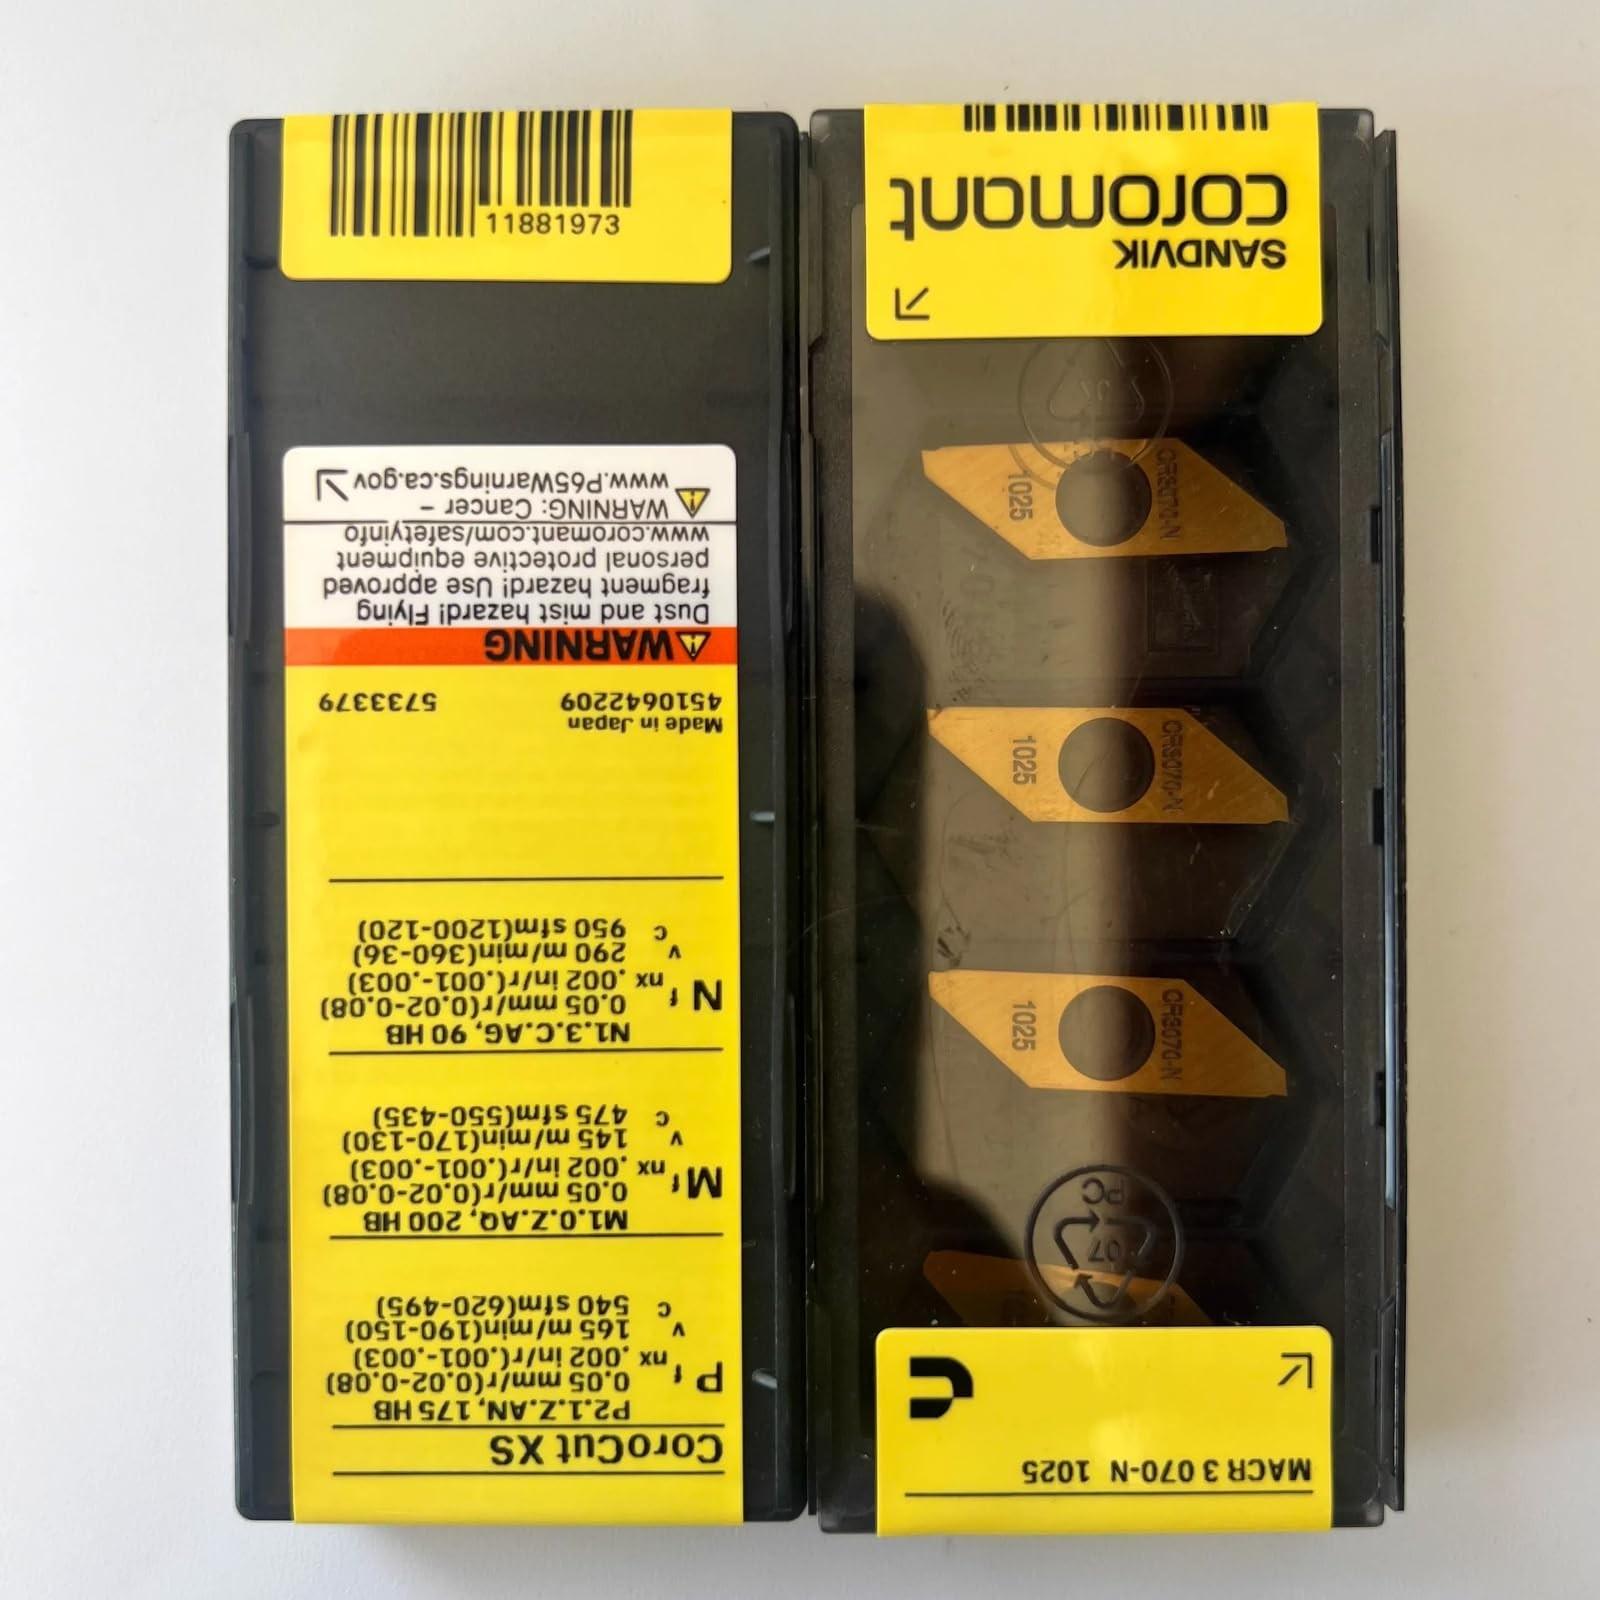 11881973
CoroCut XS
P2.1.Z.AN, 175 HB
P f nx 0.05 mm/r(0.02-0.08)
.002 in/r(.001-.003)
v c 165 m/min(190-150)
540 sfm(620-495)
M1.0.Z.AQ, 200 HB
M f nx 0.05 mm/r(0.02-0.08)
.002 in/r(.001-.003)
v c 145 m/min(170-130)
475 sfm(550-435)
N1.3.C.AG, 90 HB
N f nx 0.05 mm/r(0.02-0.08)
.002 in/r(.001-.003)
v c 290 m/min(360-36)
950 sfm(1200-120)
Made in Japan
4510642209 5733379
WARNING
Dust and mist hazard! Flying
fragment hazard! Use approved
personal protective equipment
www.coromant.com/safetyinfo
WARNING: Cancer -
www.P65Warnings.ca.gov
MACR 3 070-N 1025
07
PC
CR3070-N
1025
CR3070-N
1025
CR3070-N
1025
07
SANDVIK
coromant